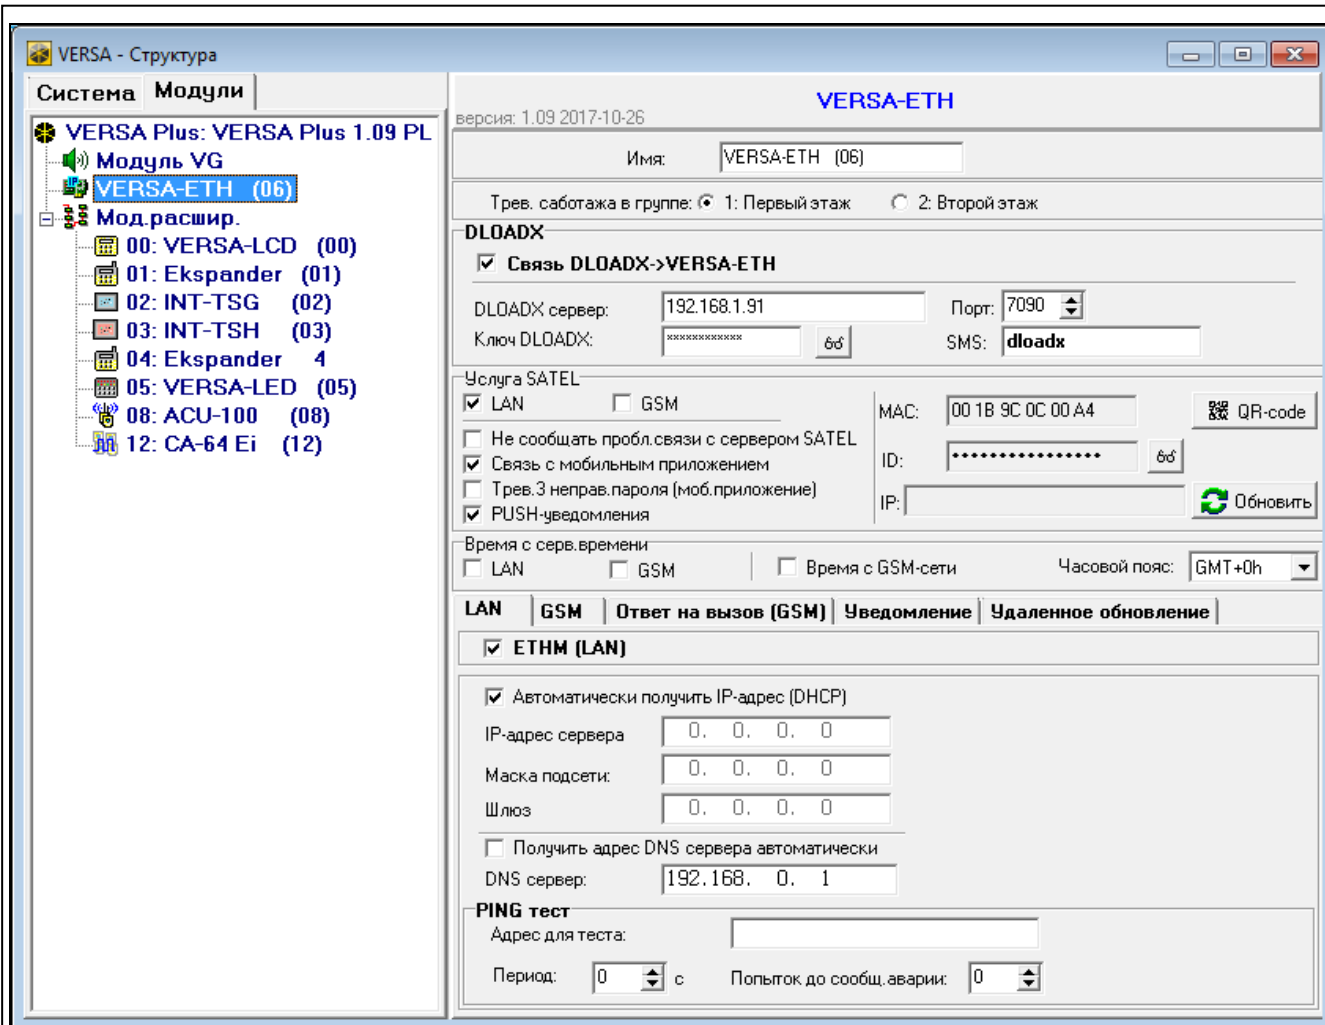 VERSA - Структура
Система Модули
VERSA Plus: VERSA Plus 1.09 PL
Модуль VG
VERSA-ETH (06)
Мод.расшир.
00: VERSA-LCD (00)
01: Ekspander (01)
02: INT-TSG (02)
03: INT-TSH (03)
04: Ekspander 4
05: VERSA-LED (05)
08: ACU-100 (08)
12: CA-64 Ei (12)
VERSA-ETH
версия: 1.09 2017-10-26
Имя: VERSA-ETH (06)
Трев. саботажа в группе: 1: Первый этаж 2: Второй этаж
DLOADX
Связь DLOADX->VERSA-ETH
DLOADX сервер: 192.168.1.91 Порт: 7090
Ключ DLOADX: ************ SMS: dloadx
Услуга SATEL
LAN GSM MAC: 00 1B 9C 0C 00 A4 QR-code
Не сообщать пробл.связи с сервером SATEL
Связь с мобильным приложением ID: ••••••••••••••••
Трев.3 неправ.пароля (моб.приложение)
PUSH-уведомления IP: Обновить
Время с серв.времени
LAN GSM Время с GSM-сети Часовой пояс: GMT+0h
LAN GSM Ответ на вызов (GSM) Уведомление Удаленное обновление
ETHM (LAN)
Автоматически получить IP-адрес (DHCP)
IP-адрес сервера 0. 0. 0. 0
Маска подсети: 0. 0. 0. 0
Шлюз 0. 0. 0. 0
Получить адрес DNS сервера автоматически
DNS сервер: 192.168. 0. 1
PING тест
Адрес для теста:
Период: 0 с Попыток до сообщ.аварии: 0